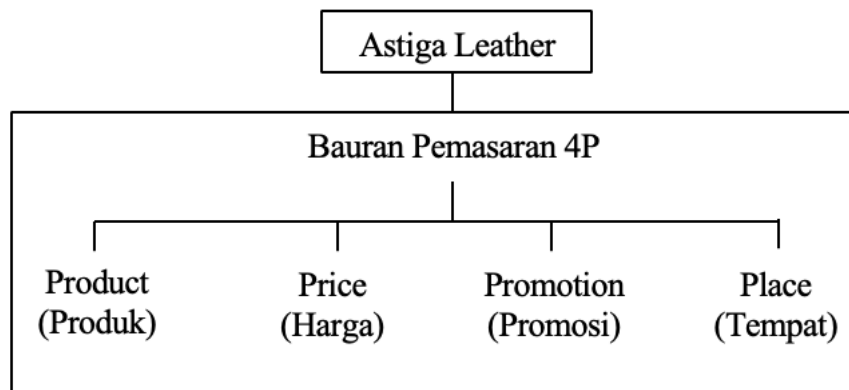 Astiga Leather
Bauran Pemasaran 4P
Product Price Promotion Place
(Produk) (Harga) (Promosi) (Tempat)